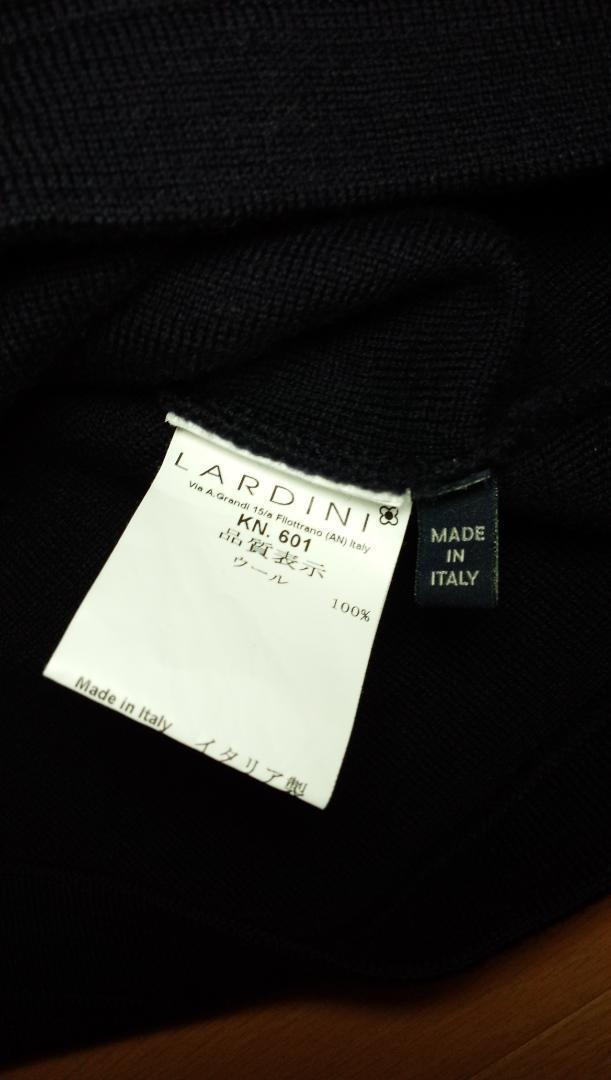 LARDINI
Via A.Grandi 15/a Filottrano (AN) Italy
KN. 601
品質表示
ウール
100%
Made in Italy イタリア製
MADE
IN
ITALY